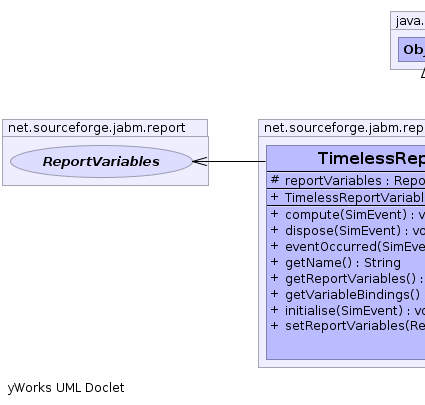 java.
Obj
net.sourceforge.jabm.report
ReportVariables
net.sourceforge.jabm.rep
TimelessRep
# reportVariables : Repo
+ TimelessReportVariabl
+ compute(SimEvent) : v
+ dispose(SimEvent) : vo
+ eventOccurred(SimEve
+ getName() : String
+ getReportVariables() :
+ getVariableBindings()
+ initialise(SimEvent) : vo
+ setReportVariables(Re
yWorks UML Doclet